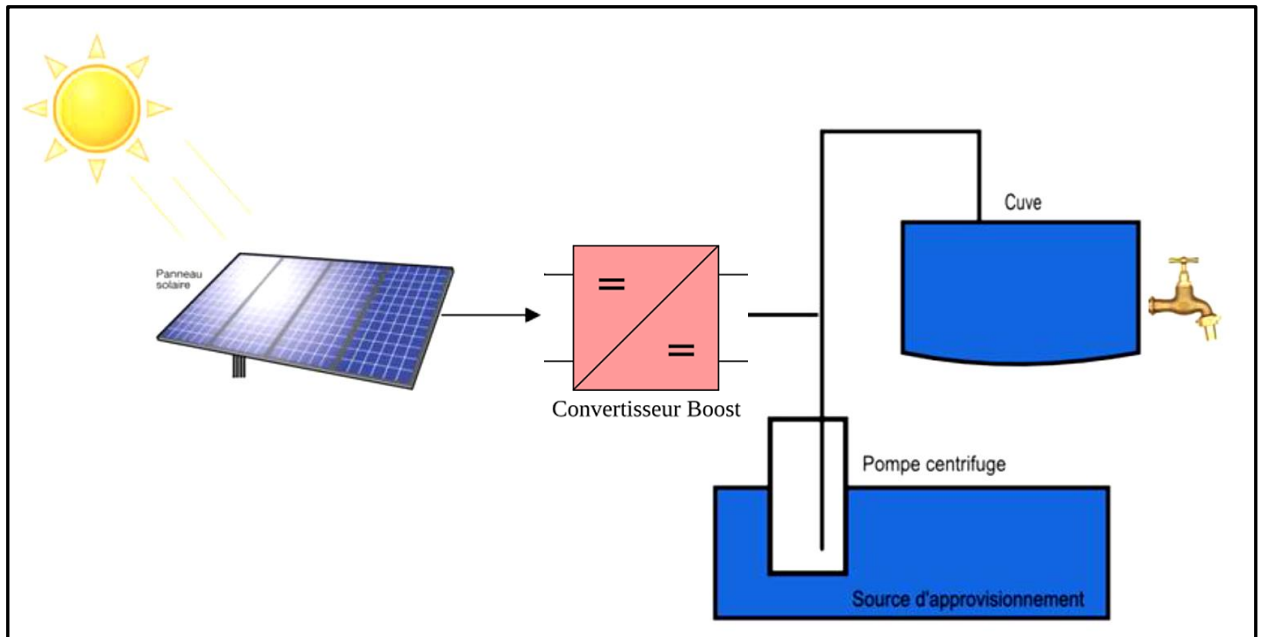 Cuve
Panneau
solaire
=
=
Convertisseur Boost
Pompe centrifuge
Source d'approvisionnement